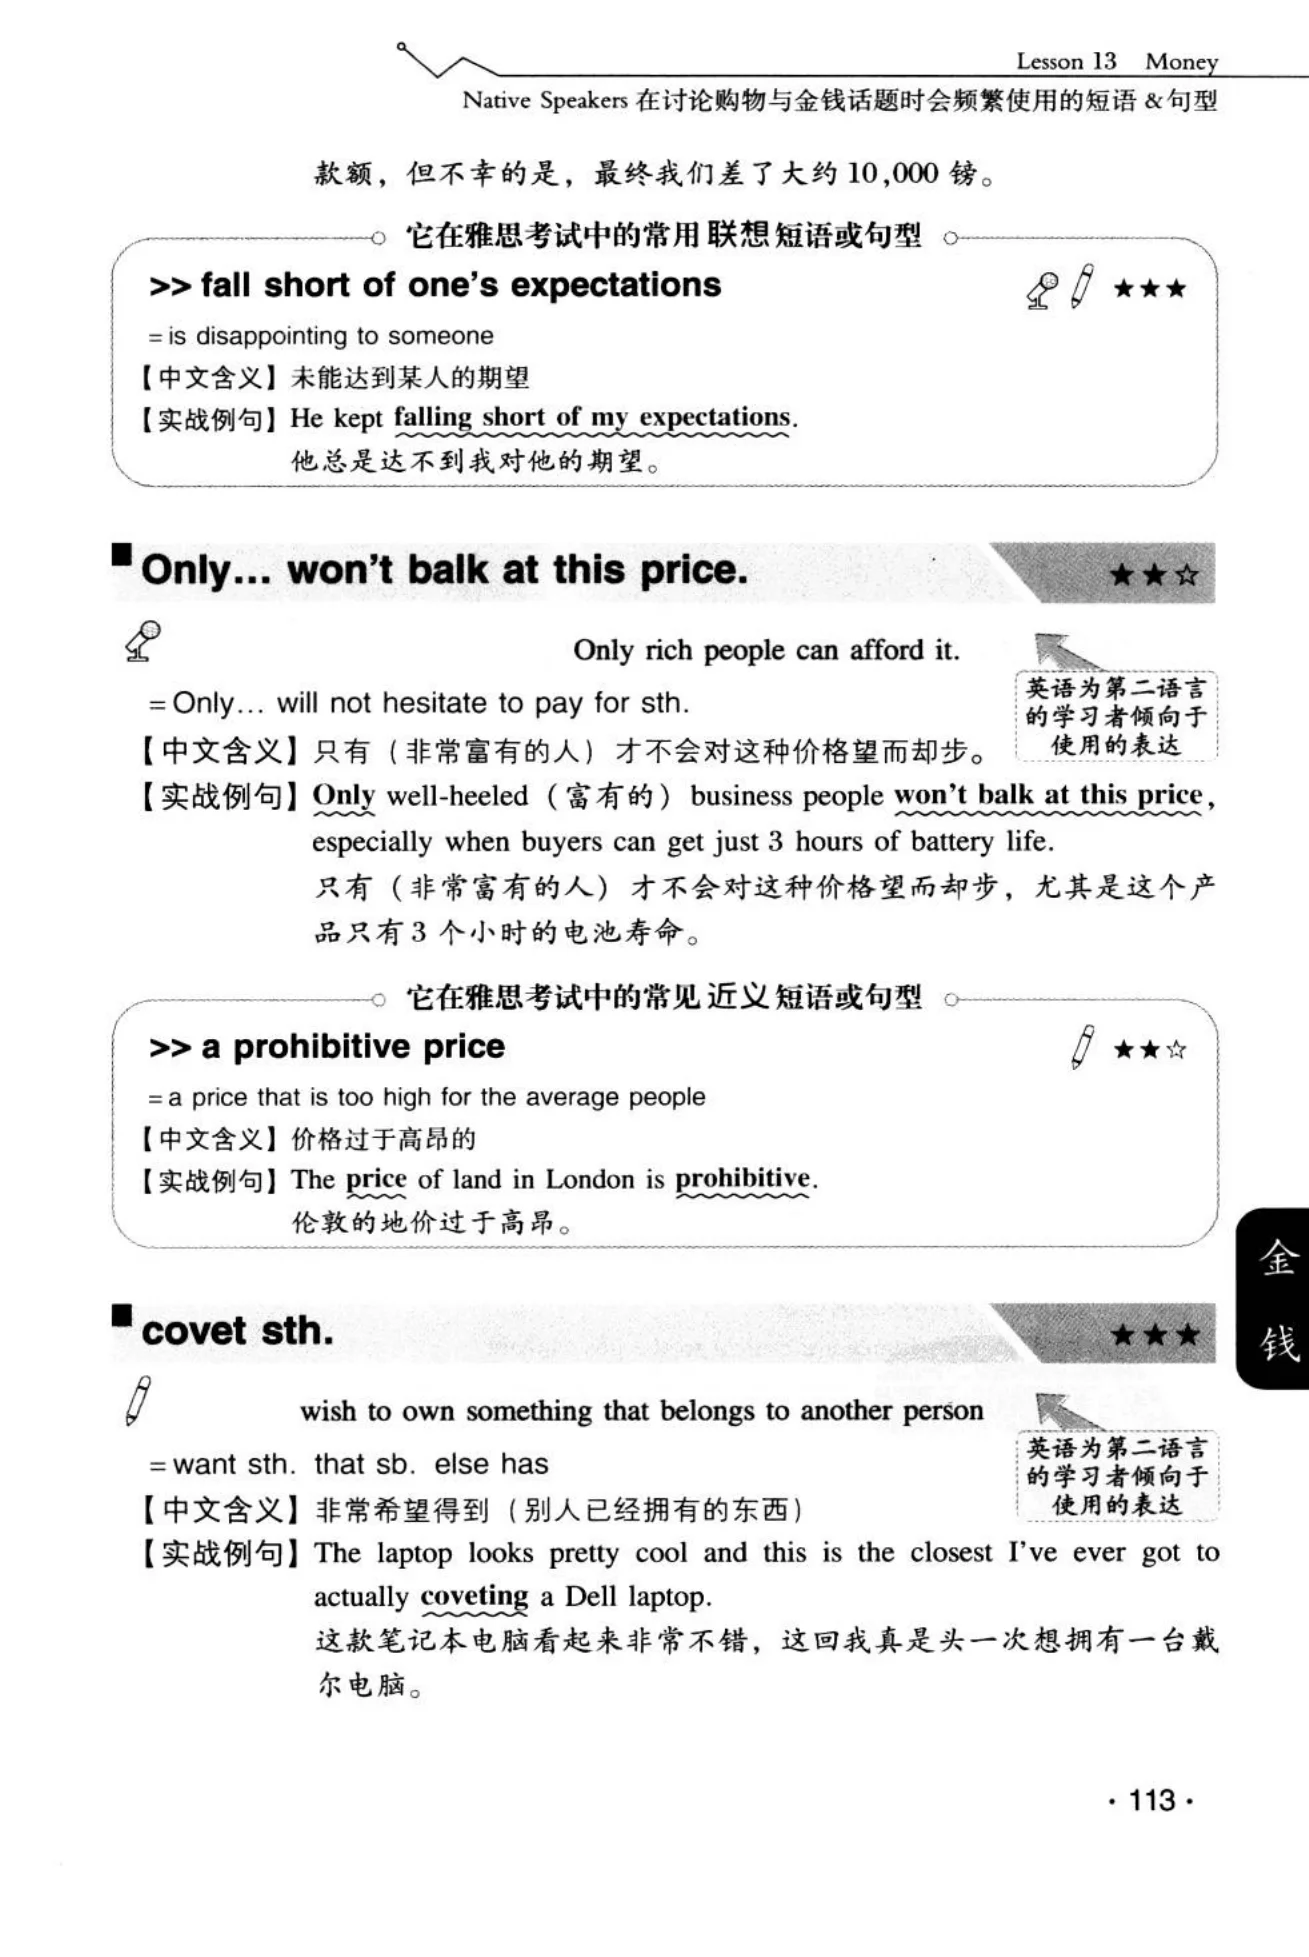 Lesson 13 Money
Native Speakers 在讨论购物与金钱话题时会频繁使用的短语 &句型
款额，但不幸的是，最终我们差了大约 10,000 镑。
它在雅思考试中的常用联想短语或句型
>> fall short of one's expectations ★★★
= is disappointing to someone
【中文含义】未能达到某人的期望
【实战例句】He kept falling short of my expectations.
他总是达不到我对他的期望。
Only... won't balk at this price. ★★☆
Only rich people can afford it.
= Only... will not hesitate to pay for sth.
英语为第二语言
的学习者倾向于
使用的表达
【中文含义】只有（非常富有的人）才不会对这种价格望而却步。
【实战例句】Only well-heeled（富有的）business people won't balk at this price,
especially when buyers can get just 3 hours of battery life.
只有（非常富有的人）才不会对这种价格望而却步，尤其是这个产
品只有 3 个小时的电池寿命。
它在雅思考试中的常见近义短语或句型
>> a prohibitive price ★★☆
= a price that is too high for the average people
【中文含义】价格过于高昂的
【实战例句】The price of land in London is prohibitive.
伦敦的地价过于高昂。
金
钱
covet sth. ★★★
wish to own something that belongs to another person
= want sth. that sb. else has
英语为第二语言
的学习者倾向于
使用的表达
【中文含义】非常希望得到（别人已经拥有的东西）
【实战例句】The laptop looks pretty cool and this is the closest I've ever got to
actually coveting a Dell laptop.
这款笔记本电脑看起来非常不错，这回我真是头一次想拥有一台戴
尔电脑。
· 113 ·